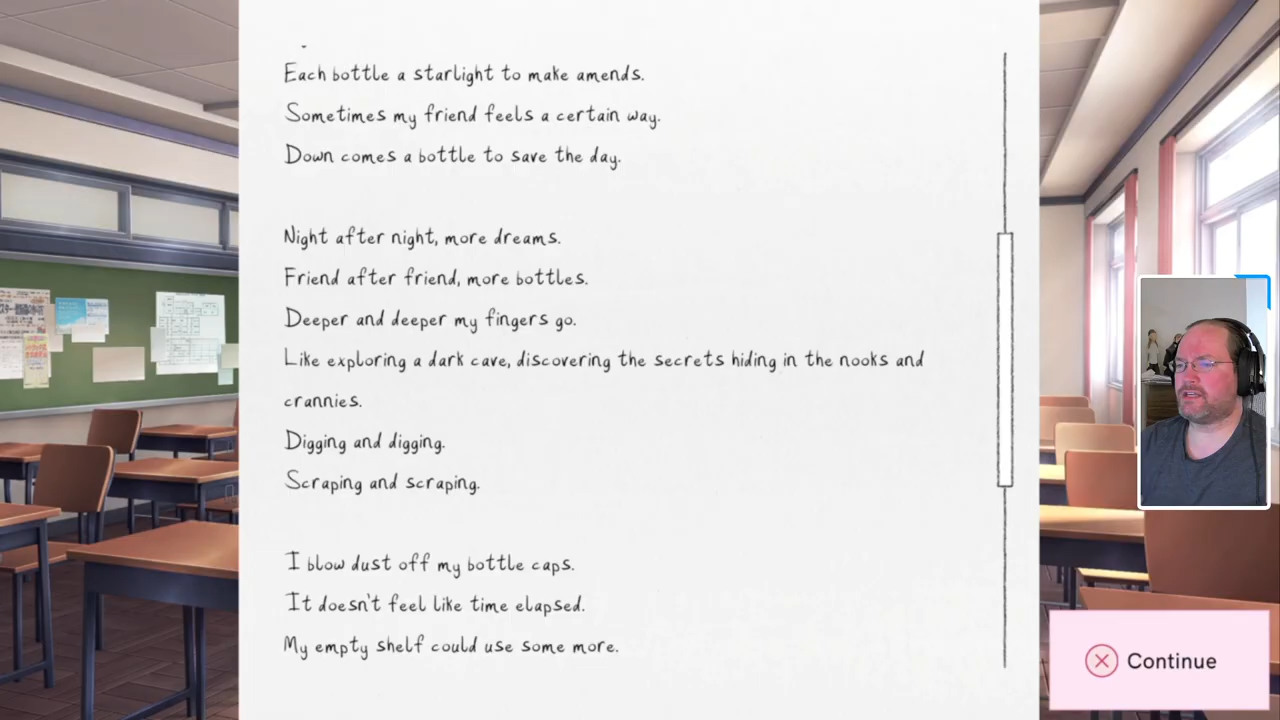 Each bottle a starlight to make amends.
Sometimes my friend feels a certain way.
Down comes a bottle to save the day.
Night after night, more dreams.
Friend after friend, more bottles.
Deeper and deeper my fingers go.
Like exploring a dark cave, discovering the secrets hiding in the nooks and
crannies.
Digging and digging.
Scraping and scraping.
I blow dust off my bottle caps.
It doesn't feel like time elapsed.
My empty shelf could use some more.
Continue